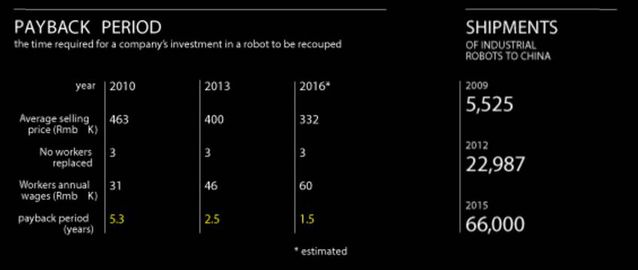 PAYBACK PERIOD
the time required for a company's investment in a robot to be recouped
year 2010 2013 2016*
Average selling price (Rmb K) 463 400 332
No workers replaced 3 3 3
Workers annual wages (Rmb K) 31 46 60
payback period (years) 5.3 2.5 1.5
* estimated
SHIPMENTS
OF INDUSTRIAL
ROBOTS TO CHINA
2009
5,525
2012
22,987
2015
66,000